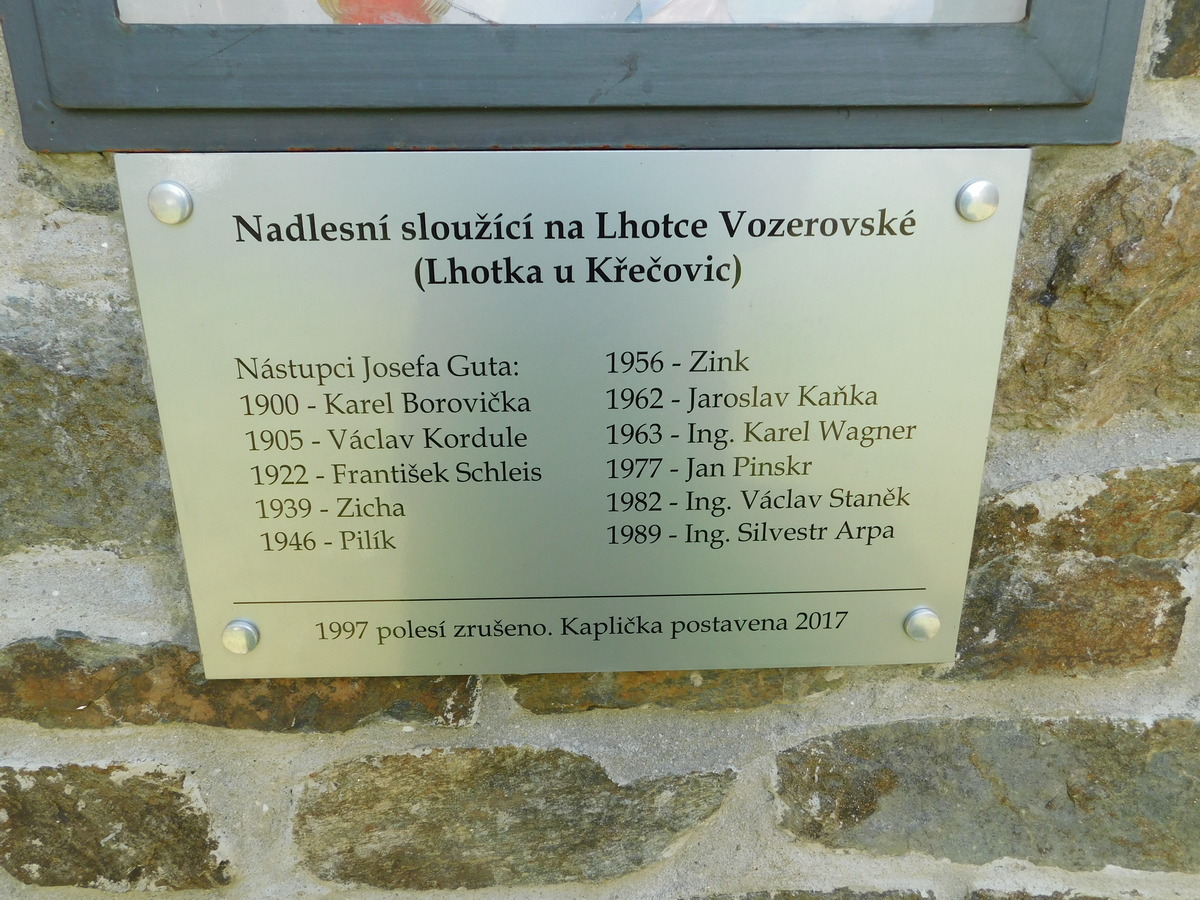 Nadlesní sloužící na Lhotce Vozerovské
(Lhotka u Křečovic)
Nástupci Josefa Guta:
1900 - Karel Borovička
1905 - Václav Kordule
1922 - František Schleis
1939 - Zicha
1946 - Pilík
1956 - Zink
1962 - Jaroslav Kaňka
1963 - Ing. Karel Wagner
1977 - Jan Pinskr
1982 - Ing. Václav Staněk
1989 - Ing. Silvestr Arpa
1997 polesí zrušeno. Kaplička postavena 2017